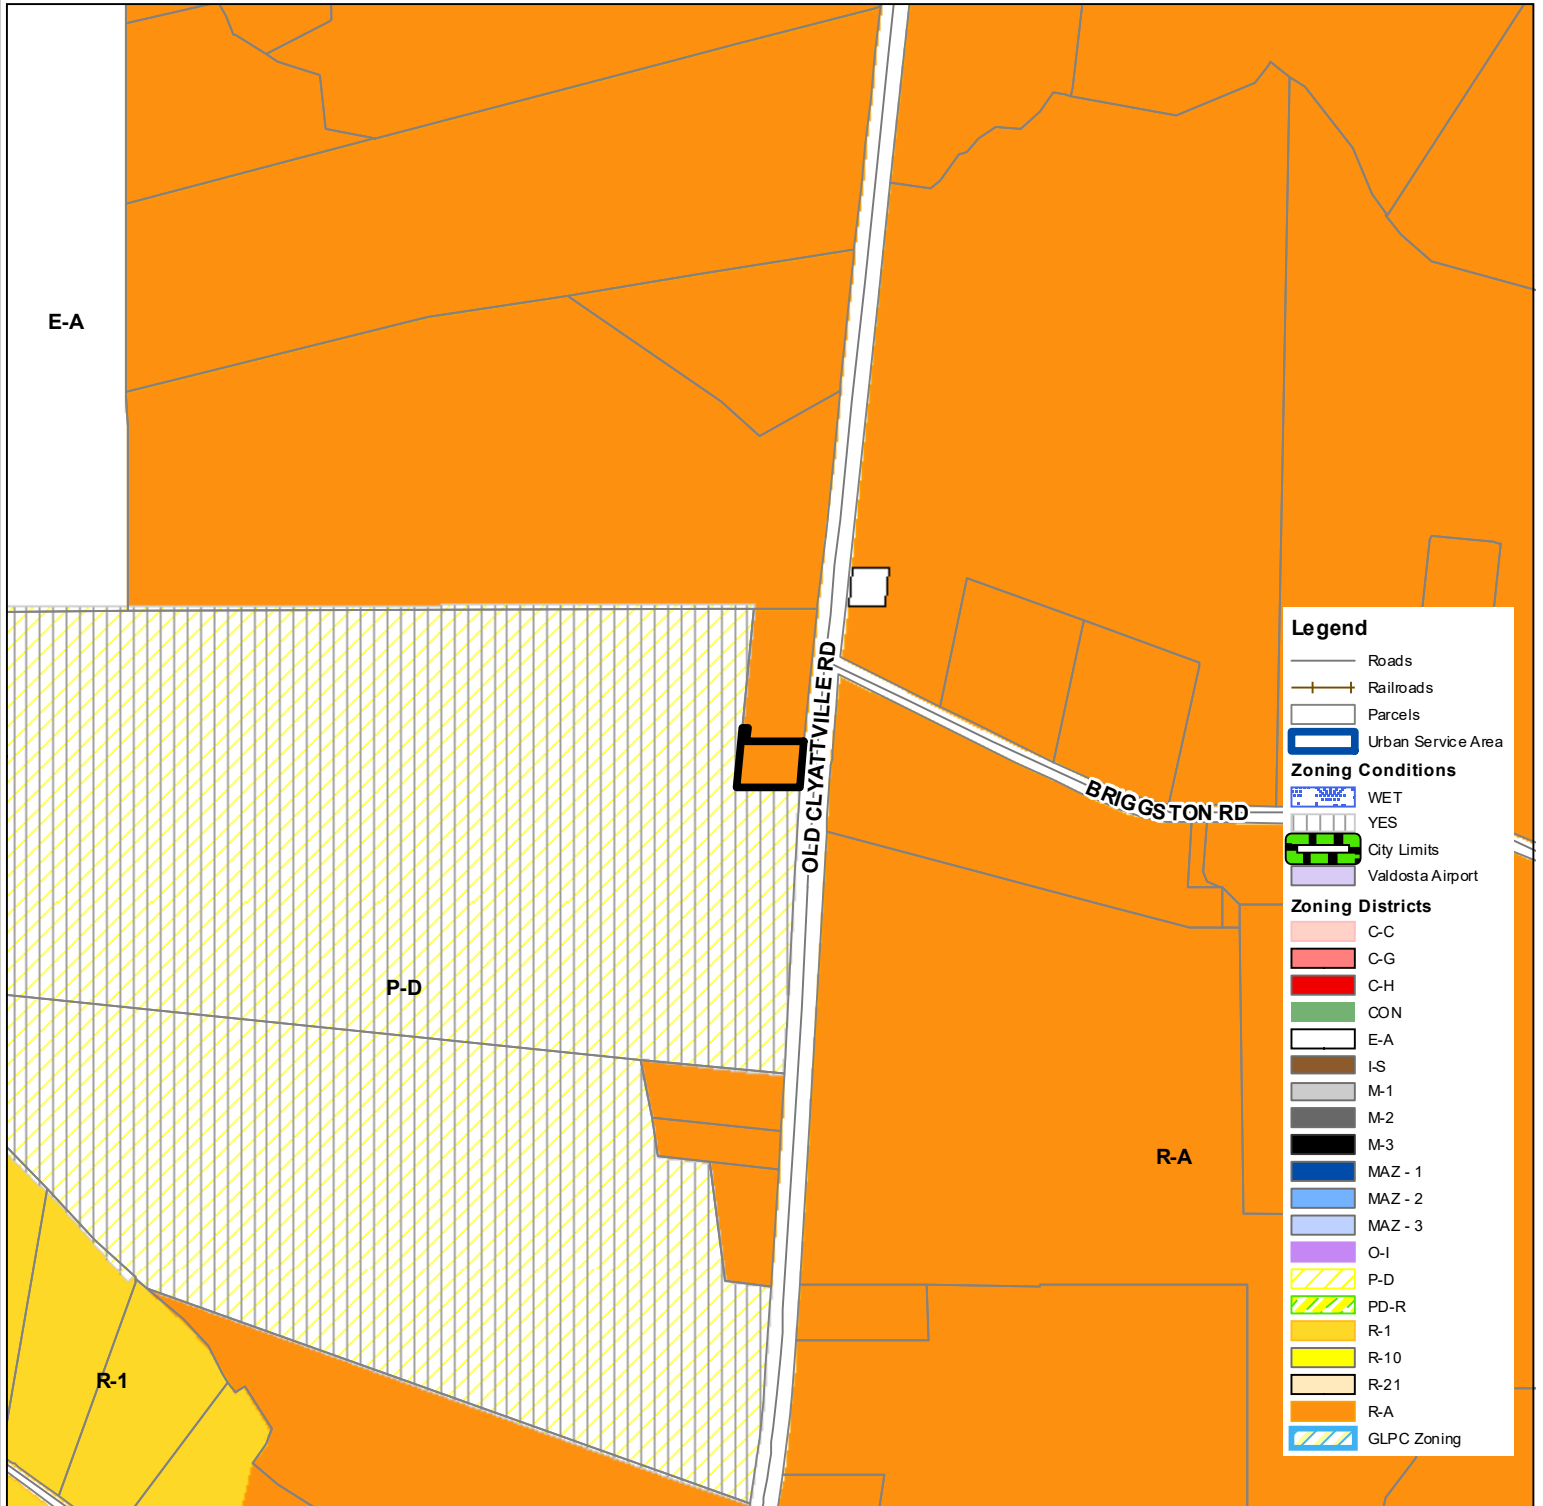 E-A
OLD CLYATTVILLE RD
BRIGGSTON RD
P-D
R-A
R-1
Legend
Roads
Railroads
Parcels
Urban Service Area
Zoning Conditions
WET
YES
City Limits
Valdosta Airport
Zoning Districts
C-C
C-G
C-H
CON
E-A
I-S
M-1
M-2
M-3
MAZ - 1
MAZ - 2
MAZ - 3
O-I
P-D
PD-R
R-1
R-10
R-21
R-A
GLPC Zoning